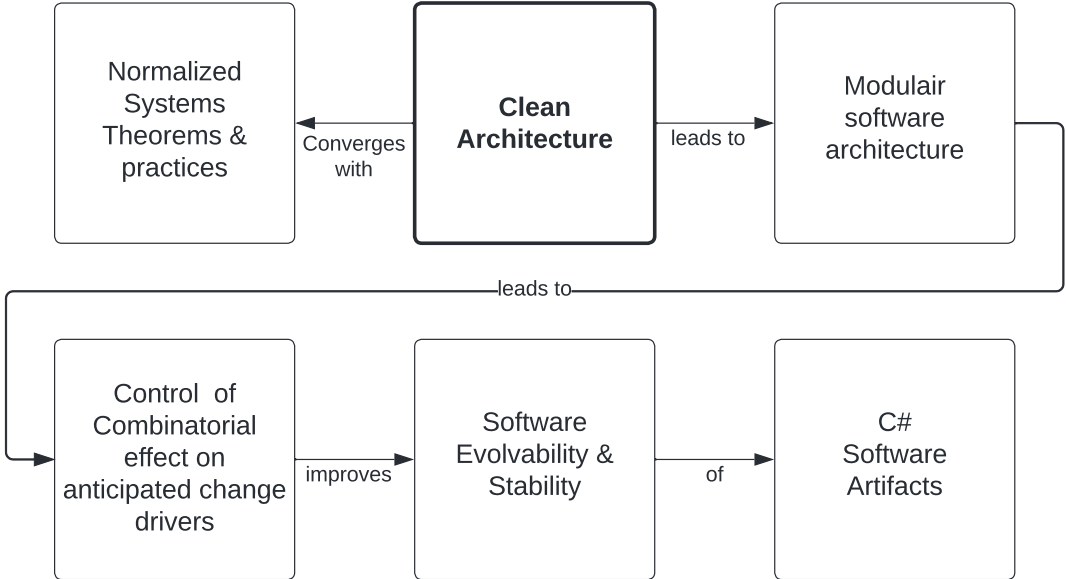 Normalized
Systems
Theorems &
practices
Converges
with
Clean
Architecture
leads to
Modulair
software
architecture
leads to
Control of
Combinatorial
effect on
anticipated change
drivers
improves
Software
Evolvability &
Stability
of
C#
Software
Artifacts